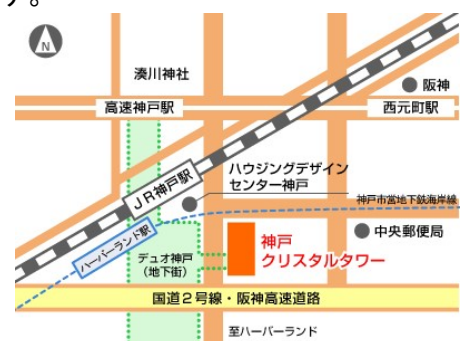 す。
N
湊川神社
阪神
高速神戸駅
西元町駅
ハウジングデザイン
センター神戸
JR神戸駅
神戸市営地下鉄海岸線
ハーバーランド駅
中央郵便局
デュオ神戸
(地下街)
神戸
クリスタルタワー
国道2号線・阪神高速道路
至ハーバーランド